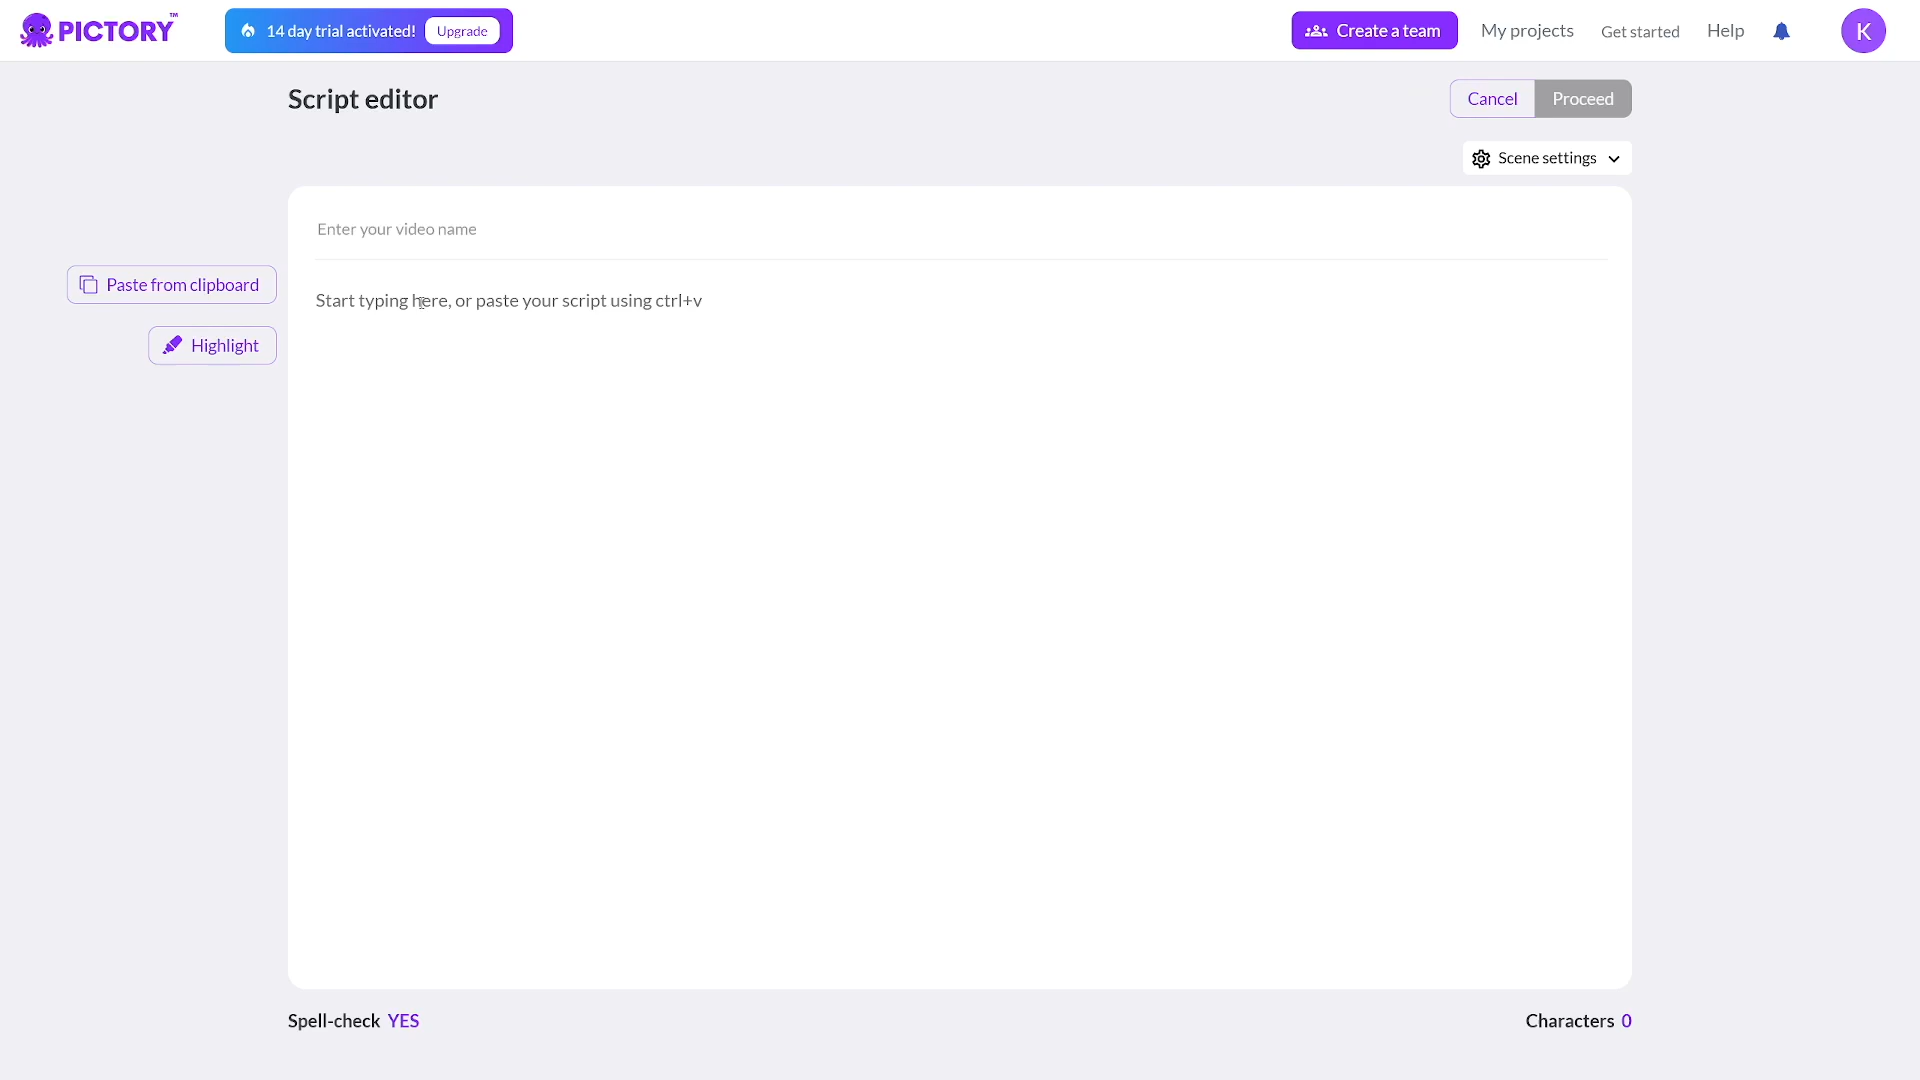 PICTORY™
14 day trial activated! Upgrade
Create a team
My projects
Get started
Help
K
Script editor
Cancel
Proceed
Scene settings
Enter your video name
Paste from clipboard
Start typing here, or paste your script using ctrl+v
Highlight
Spell-check YES
Characters 0